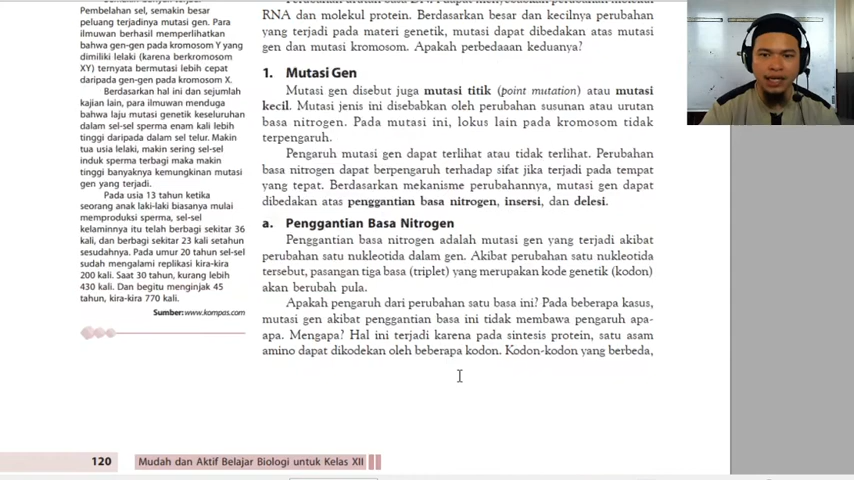 Pembelahan sel, semakin besar
peluang terjadinya mutasi gen. Para
ilmuwan berhasil memperlihatkan
bahwa gen-gen pada kromosom Y yang
dimiliki lelaki (karena berkromosom
XY) ternyata bermutasi lebih cepat
daripada gen-gen pada kromosom X.
Berdasarkan hal ini dan sejumlah
kajian lain, para ilmuwan menduga
bahwa laju mutasi genetik keseluruhan
dalam sel-sel sperma enam kali lebih
tinggi daripada dalam sel telur. Makin
tua usia lelaki, makin sering sel-sel
induk sperma terbagi maka makin
tinggi banyaknya kemungkinan mutasi
gen yang terjadi.
Pada usia 13 tahun ketika
seorang anak laki-laki biasanya mulai
memproduksi sperma, sel-sel
kelaminnya itu telah berbagi sekitar 36
kali, dan berbagi sekitar 23 kali setahun
sesudahnya. Pada umur 20 tahun sel-sel
sudah mengalami replikasi kira-kira
200 kali. Saat 30 tahun, kurang lebih
430 kali. Dan begitu menginjak 45
tahun, kira-kira 770 kali.
Sumber: www.kompas.com
RNA dan molekul protein. Berdasarkan besar dan kecilnya perubahan
yang terjadi pada materi genetik, mutasi dapat dibedakan atas mutasi
gen dan mutasi kromosom. Apakah perbedaaan keduanya?
1. Mutasi Gen
Mutasi gen disebut juga mutasi titik (point mutation) atau mutasi
kecil. Mutasi jenis ini disebabkan oleh perubahan susunan atau urutan
basa nitrogen. Pada mutasi ini, lokus lain pada kromosom tidak
terpengaruh.
Pengaruh mutasi gen dapat terlihat atau tidak terlihat. Perubahan
basa nitrogen dapat berpengaruh terhadap sifat jika terjadi pada tempat
yang tepat. Berdasarkan mekanisme perubahannya, mutasi gen dapat
dibedakan atas penggantian basa nitrogen, insersi, dan delesi.
a. Penggantian Basa Nitrogen
Penggantian basa nitrogen adalah mutasi gen yang terjadi akibat
perubahan satu nukleotida dalam gen. Akibat perubahan satu nukleotida
tersebut, pasangan tiga basa (triplet) yang merupakan kode genetik (kodon)
akan berubah pula.
Apakah pengaruh dari perubahan satu basa ini? Pada beberapa kasus,
mutasi gen akibat penggantian basa ini tidak membawa pengaruh apa-
apa. Mengapa? Hal ini terjadi karena pada sintesis protein, satu asam
amino dapat dikodekan oleh beberapa kodon. Kodon-kodon yang berbeda,
120 Mudah dan Aktif Belajar Biologi untuk Kelas XII